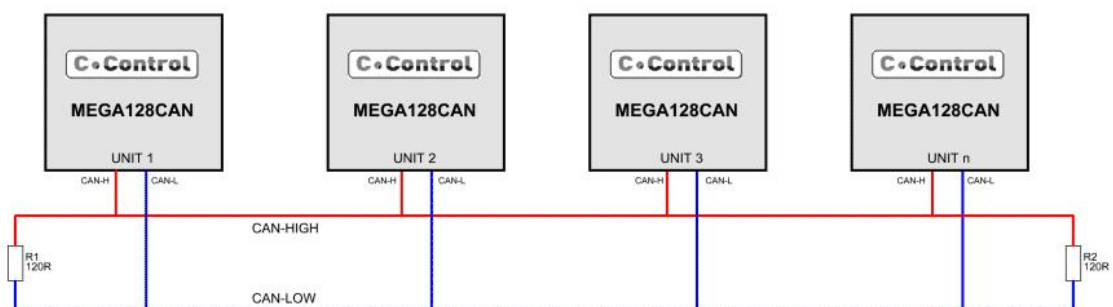 C•Control
MEGA128CAN
UNIT 1
CAN-H CAN-L
C•Control
MEGA128CAN
UNIT 2
CAN-H CAN-L
C•Control
MEGA128CAN
UNIT 3
CAN-H CAN-L
C•Control
MEGA128CAN
UNIT n
CAN-H CAN-L
CAN-HIGH
R1
120R
R2
120R
CAN-LOW